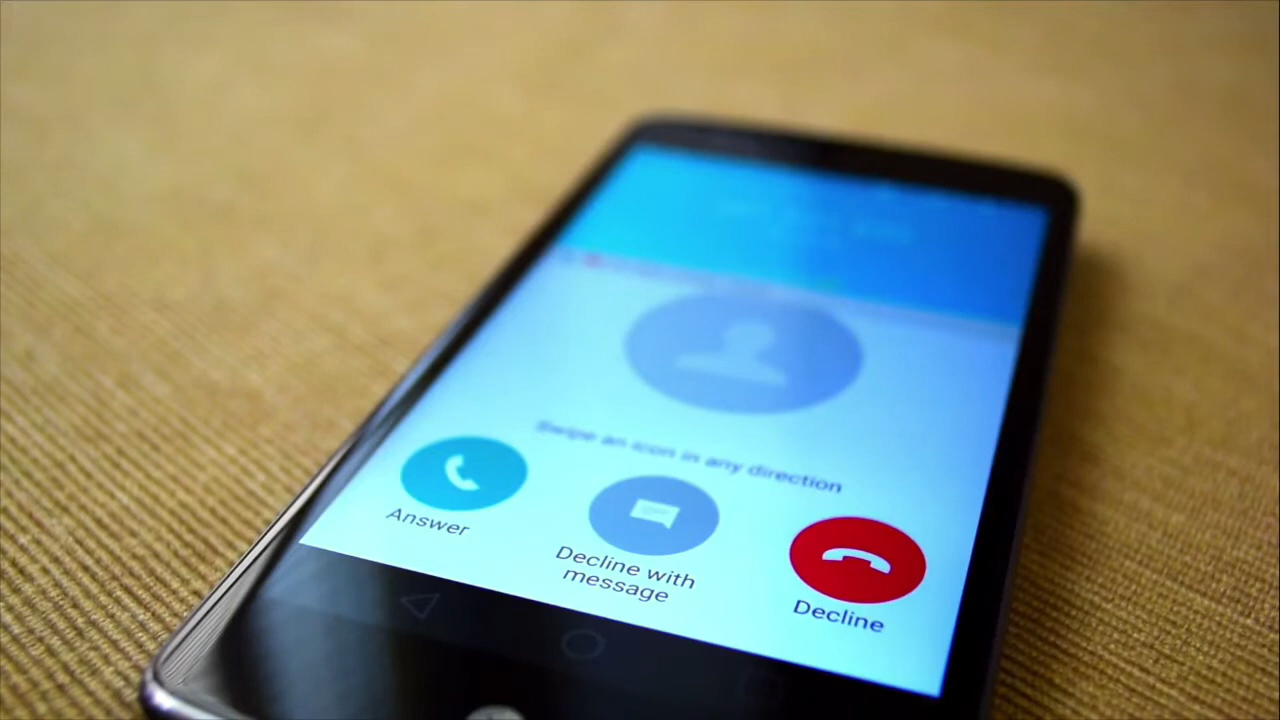 Swipe an icon in any direction
Answer
Decline with
message
Decline